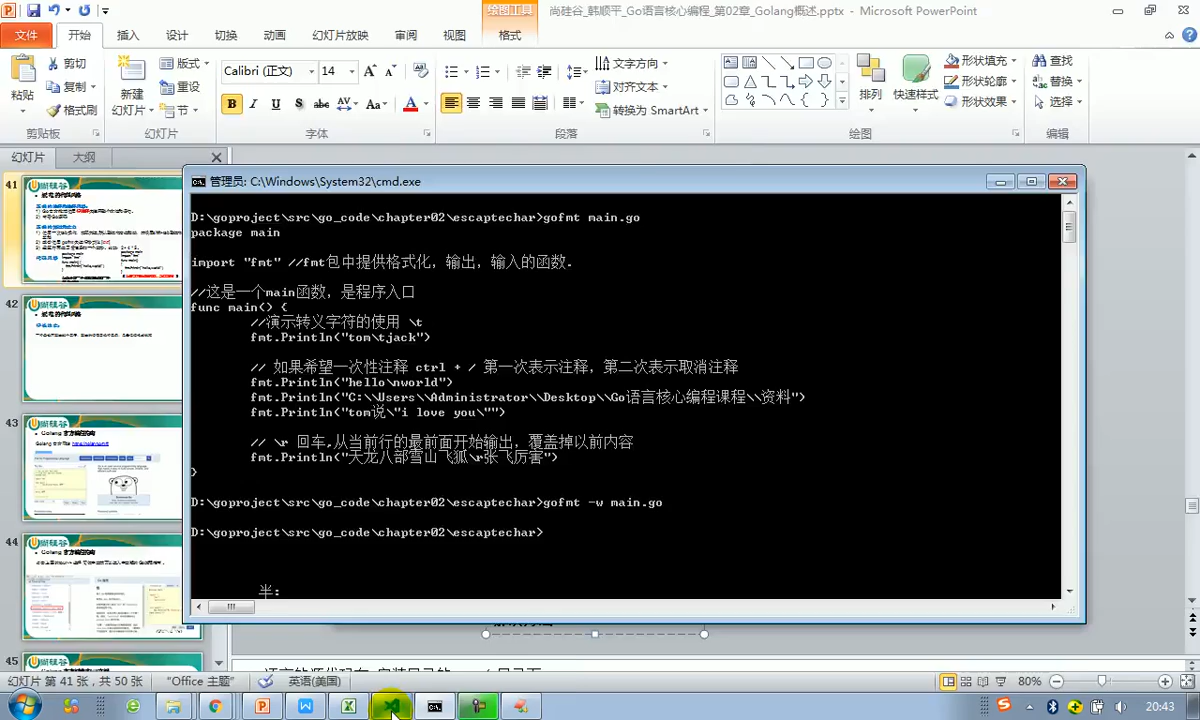 尚硅谷_韩顺平_Go语言核心编程_第02章_Golang概述.pptx - Microsoft PowerPoint
绘图工具
文件 开始 插入 设计 切换 动画 幻灯片放映 审阅 视图 格式
粘贴 剪切 复制 格式刷 剪贴板
新建 幻灯片 版式 重设 节 幻灯片
Calibri (正文) 14 字体
文字方向 对齐文本 转换为 SmartArt 段落
排列 快速样式 形状填充 形状轮廓 形状效果 绘图
查找 替换 选择 编辑
幻灯片 大纲
管理员: C:\Windows\System32\cmd.exe
D:\goproject\src\go_code\chapter02\escaptechar>gofmt main.go
package main
import "fmt" //fmt包中提供格式化，输出，输入的函数.
//这是一个main函数，是程序入口
func main() {
//演示转义字符的使用 \t
fmt.Println("tom\tjack")
// 如果希望一次性注释 ctrl + / 第一次表示注释，第二次表示取消注释
fmt.Println("hello\nworld")
fmt.Println("C:\\Users\\Administrator\\Desktop\\Go语言核心编程课程\\资料")
fmt.Println("tom说\"i love you\"")
// \r 回车,从当前行的最前面开始输出，覆盖掉以前内容
fmt.Println("天龙八部雪山飞狐\r张飞厉害")
}
D:\goproject\src\go_code\chapter02\escaptechar>gofmt -w main.go
D:\goproject\src\go_code\chapter02\escaptechar>
半:
41
42
43
44
45
幻灯片 第 41 张，共 50 张 "Office 主题" 英语(美国) 80%
20:43